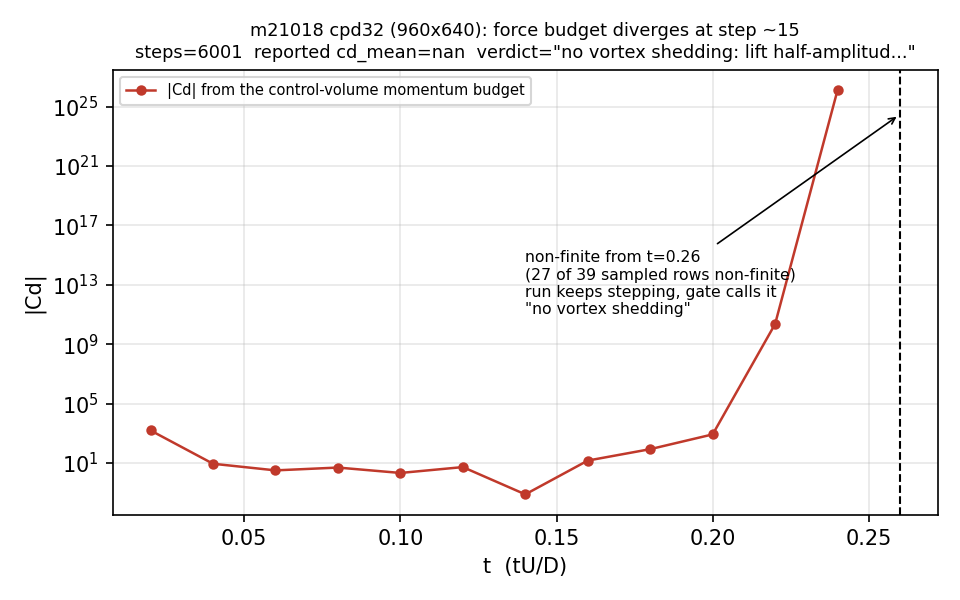 m21018 cpd32 (960x640): force budget diverges at step ~15
steps=6001  reported cd_mean=nan  verdict="no vortex shedding: lift half-amplitud..."
|Cd| from the control-volume momentum budget
10^25
10^21
10^17
10^13
10^9
10^5
10^1
|Cd|
non-finite from t=0.26
(27 of 39 sampled rows non-finite)
run keeps stepping, gate calls it
"no vortex shedding"
0.05
0.10
0.15
0.20
0.25
t  (tU/D)